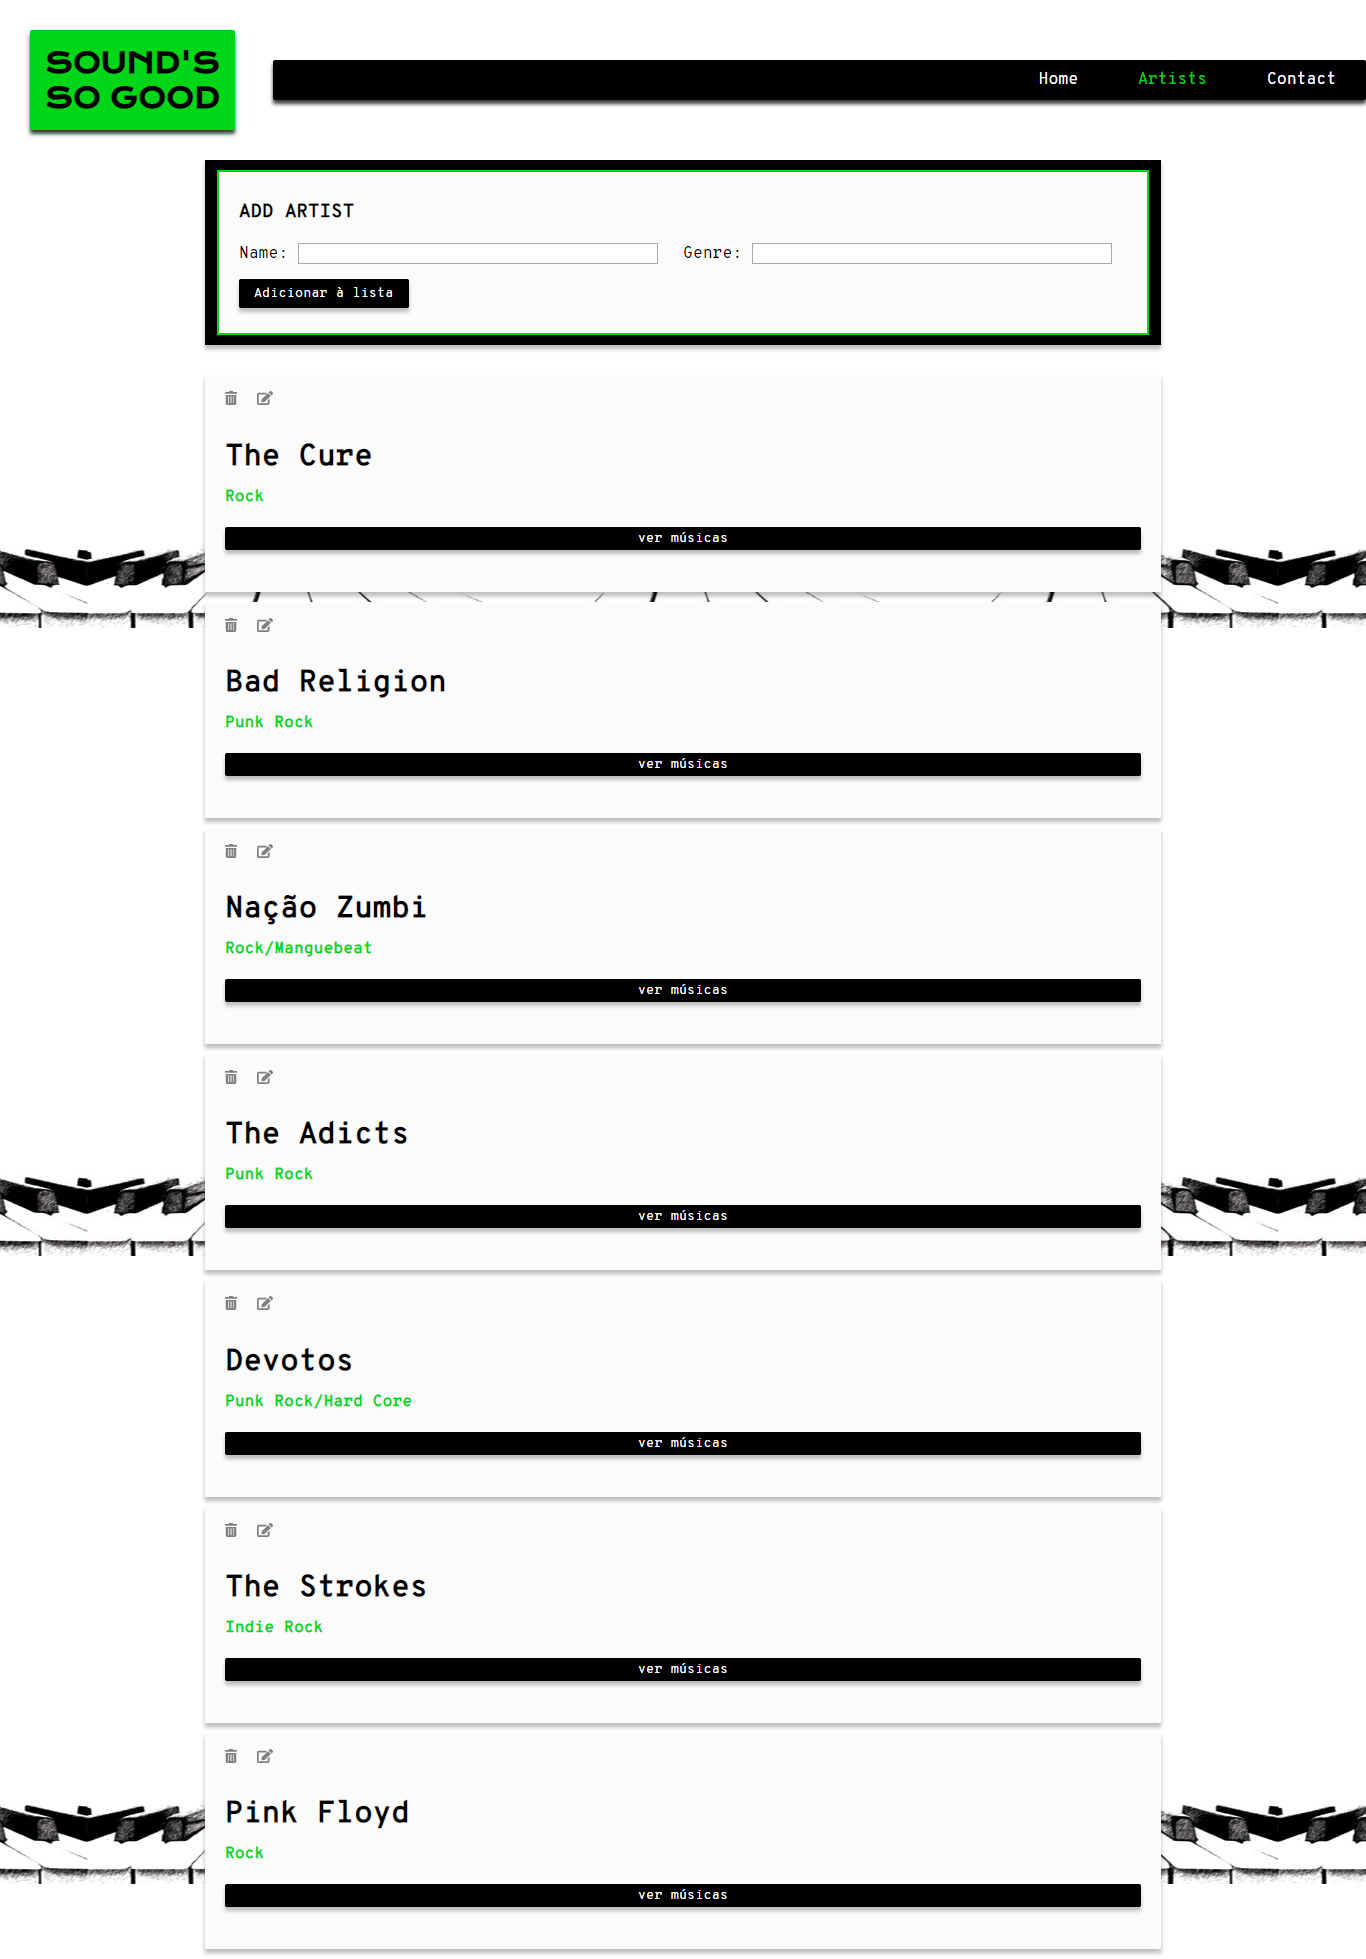 SOUND'S
SO GOOD
Home Artists Contact
ADD ARTIST
Name: Genre:
Adicionar à lista
The Cure
Rock
ver músicas
Bad Religion
Punk Rock
ver músicas
Nação Zumbi
Rock/Manguebeat
ver músicas
The Adicts
Punk Rock
ver músicas
Devotos
Punk Rock/Hard Core
ver músicas
The Strokes
Indie Rock
ver músicas
Pink Floyd
Rock
ver músicas